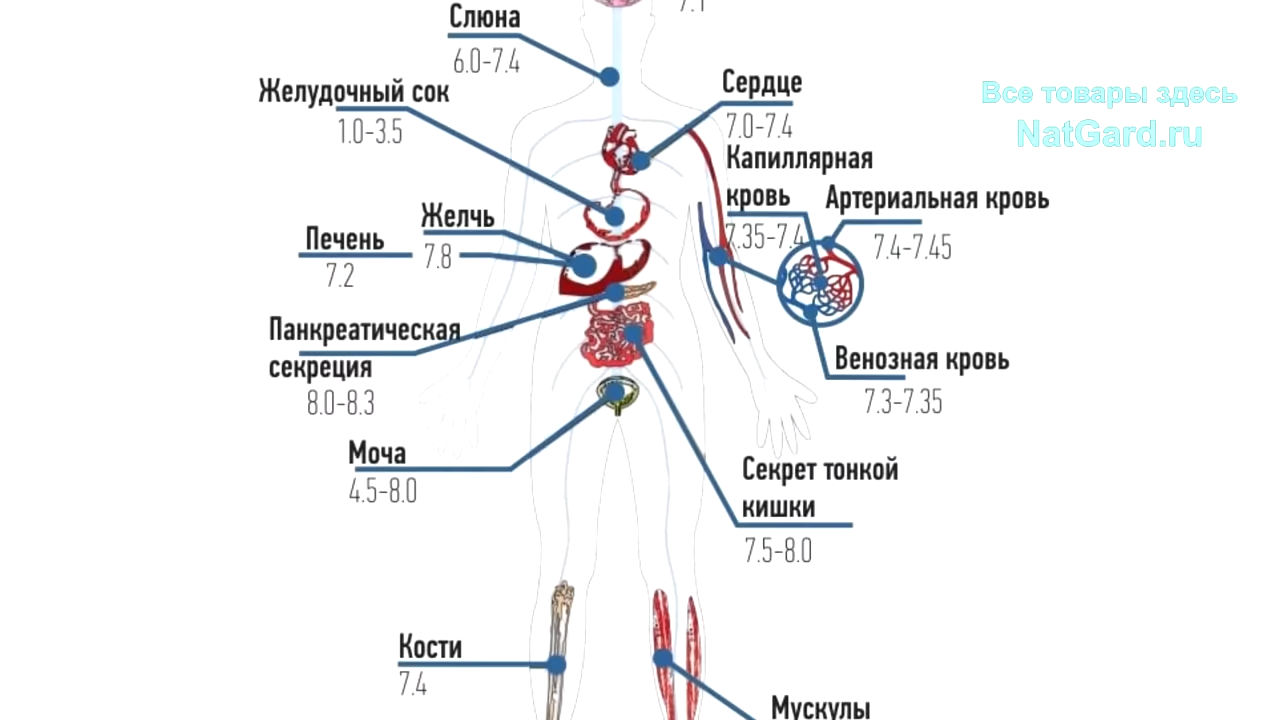 7.1
Слюна
6.0-7.4
Желудочный сок
1.0-3.5
Сердце
7.0-7.4
Все товары здесь
NatGard.ru
Капиллярная
кровь
7.35-7.4
Артериальная кровь
7.4-7.45
Желчь
7.8
Печень
7.2
Панкреатическая
секреция
8.0-8.3
Венозная кровь
7.3-7.35
Моча
4.5-8.0
Секрет тонкой
кишки
7.5-8.0
Кости
7.4
Мускулы